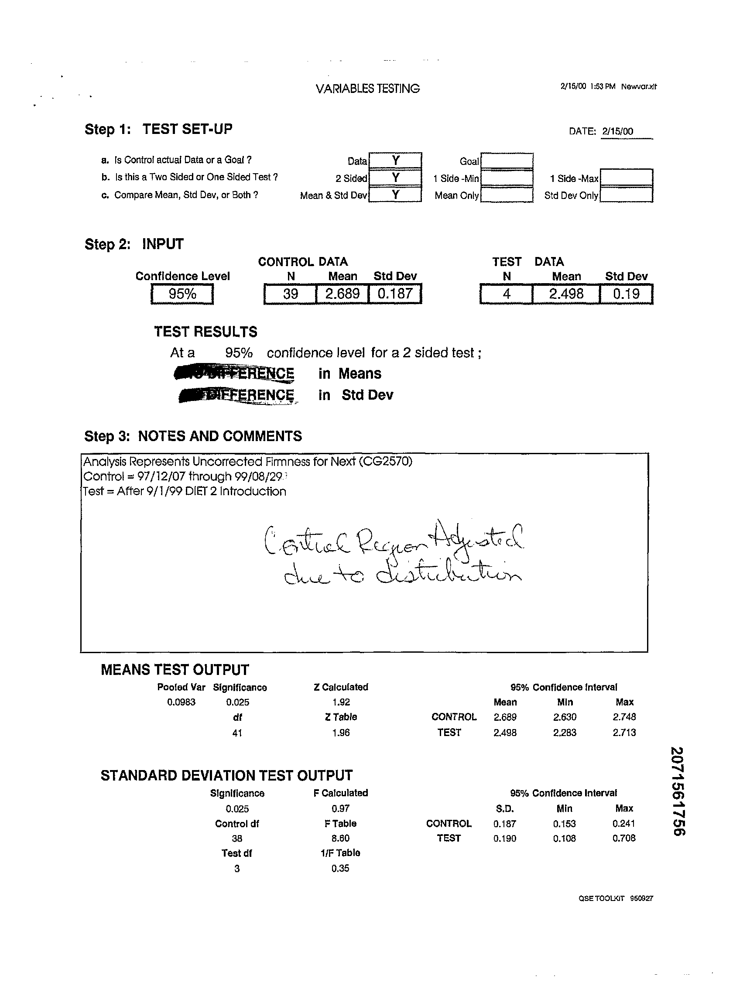 VARIABLES TESTING 2/15/00 1:53 PM Newvar.xlt
Step 1: TEST SET-UP DATE: 2/15/00
a. Is Control actual Data or a Goal ? Data Y Goal
b. Is this a Two Sided or One Sided Test ? 2 Sided Y 1 Side -Min 1 Side -Max
c. Compare Mean, Std Dev, or Both ? Mean & Std Dev Y Mean Only Std Dev Only
Step 2: INPUT
CONTROL DATA TEST DATA
Confidence Level N Mean Std Dev N Mean Std Dev
95% 39 2.689 0.187 4 2.498 0.19
TEST RESULTS
At a 95% confidence level for a 2 sided test ;
DIFFERENCE in Means
DIFFERENCE in Std Dev
Step 3: NOTES AND COMMENTS
Analysis Represents Uncorrected Firmness for Next (CG2570)
Control = 97/12/07 through 99/08/29
Test = After 9/1/99 DIET 2 Introduction
Control Region Adjusted
due to distribution
MEANS TEST OUTPUT
Pooled Var Significance Z Calculated 95% Confidence Interval
0.0983 0.025 1.92 Mean Min Max
df Z Table CONTROL 2.689 2.630 2.748
41 1.96 TEST 2.498 2.283 2.713
STANDARD DEVIATION TEST OUTPUT
Significance F Calculated 95% Confidence Interval
0.025 0.97 S.D. Min Max
Control df F Table CONTROL 0.187 0.153 0.241
38 8.60 TEST 0.190 0.108 0.708
Test df 1/F Table
3 0.35
2071561756
QSE TOOLKIT 950927